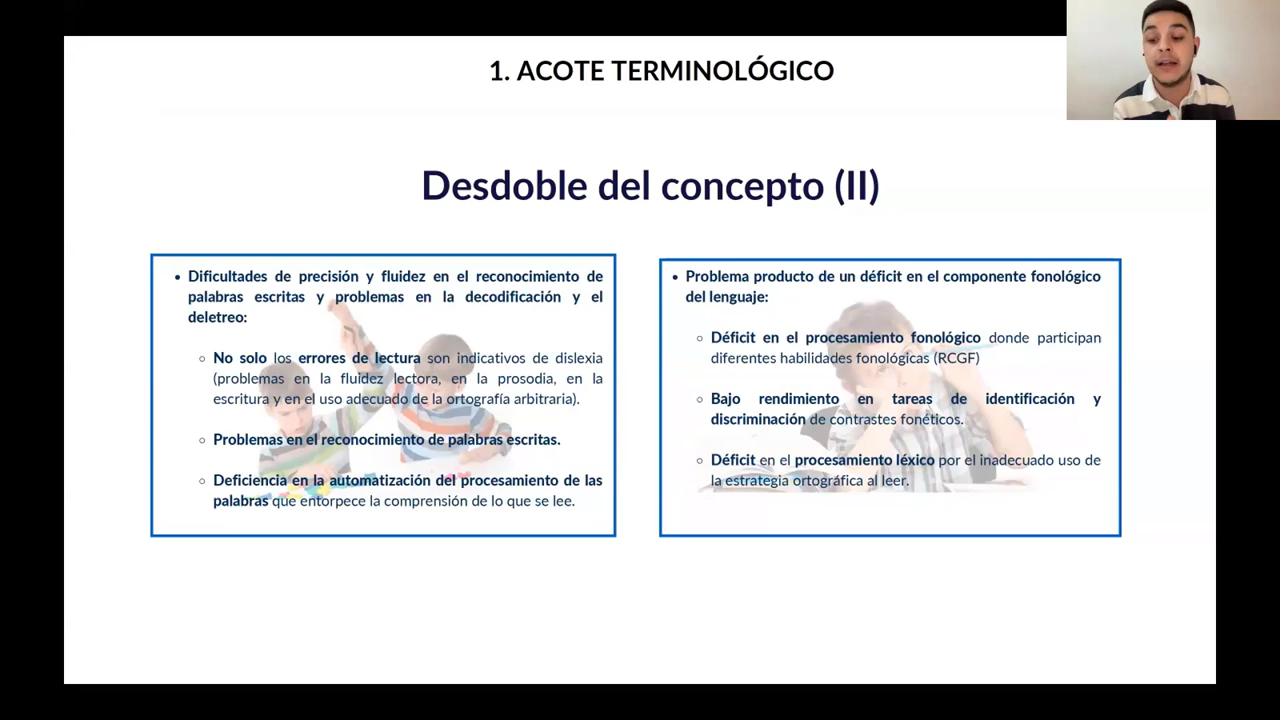 1. ACOTE TERMINOLÓGICO
Desdoble del concepto (II)
• Dificultades de precisión y fluidez en el reconocimiento de
palabras escritas y problemas en la decodificación y el
deletreo:
○ No solo los errores de lectura son indicativos de dislexia
(problemas en la fluidez lectora, en la prosodia, en la
escritura y en el uso adecuado de la ortografía arbitraria).
○ Problemas en el reconocimiento de palabras escritas.
○ Deficiencia en la automatización del procesamiento de las
palabras que entorpece la comprensión de lo que se lee.
• Problema producto de un déficit en el componente fonológico
del lenguaje:
○ Déficit en el procesamiento fonológico donde participan
diferentes habilidades fonológicas (RCGF)
○ Bajo rendimiento en tareas de identificación y
discriminación de contrastes fonéticos.
○ Déficit en el procesamiento léxico por el inadecuado uso de
la estrategia ortográfica al leer.